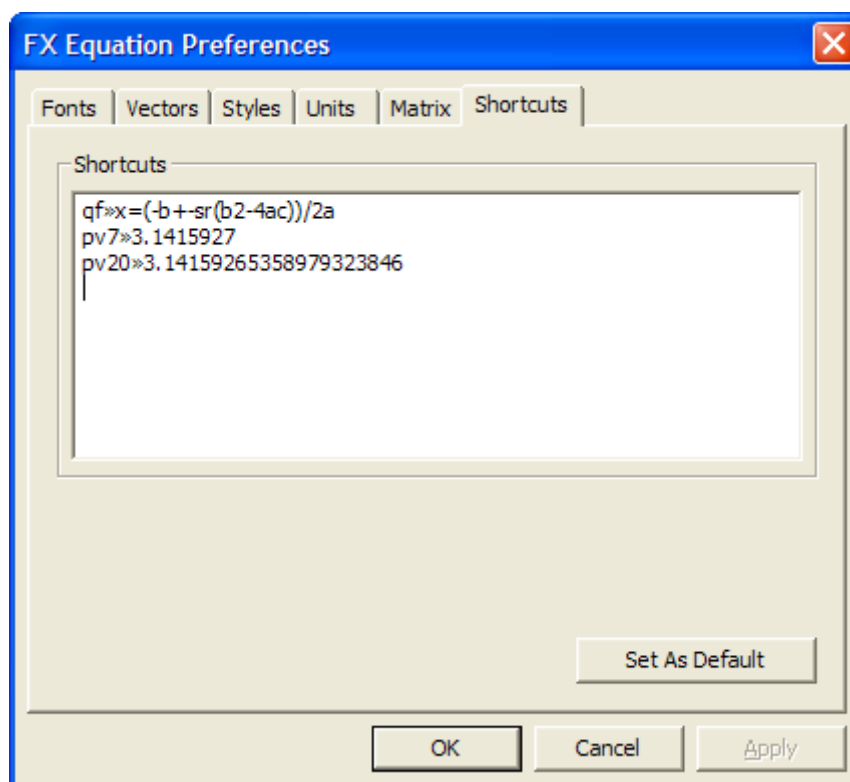 FX Equation Preferences
Fonts Vectors Styles Units Matrix Shortcuts
Shortcuts
qf»x=(-b+-sr(b2-4ac))/2a
pv7»3.1415927
pv20»3.14159265358979323846
Set As Default
OK Cancel Apply